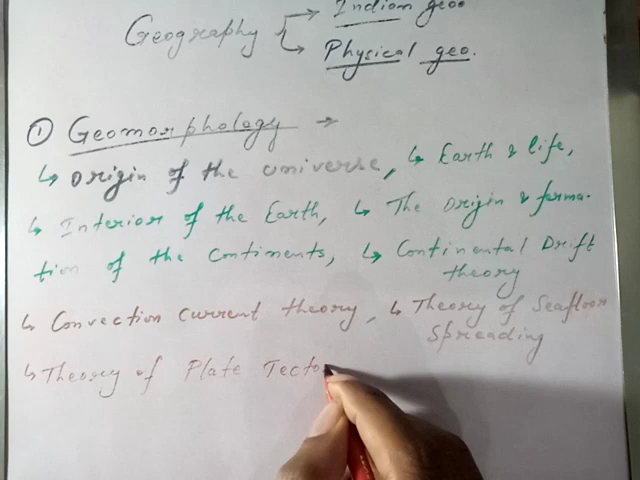 Geography → Indian geo
→ Physical geo.
① Geomorphology →
↳ Origin of the universe, ↳ Earth & life,
↳ Interior of the Earth, ↳ The Origin & forma-
tion of the Continents, ↳ Continental Drift
theory
↳ Convection current theory, ↳ Theory of Seafloor
Spreading
↳ Theory of Plate Tecto